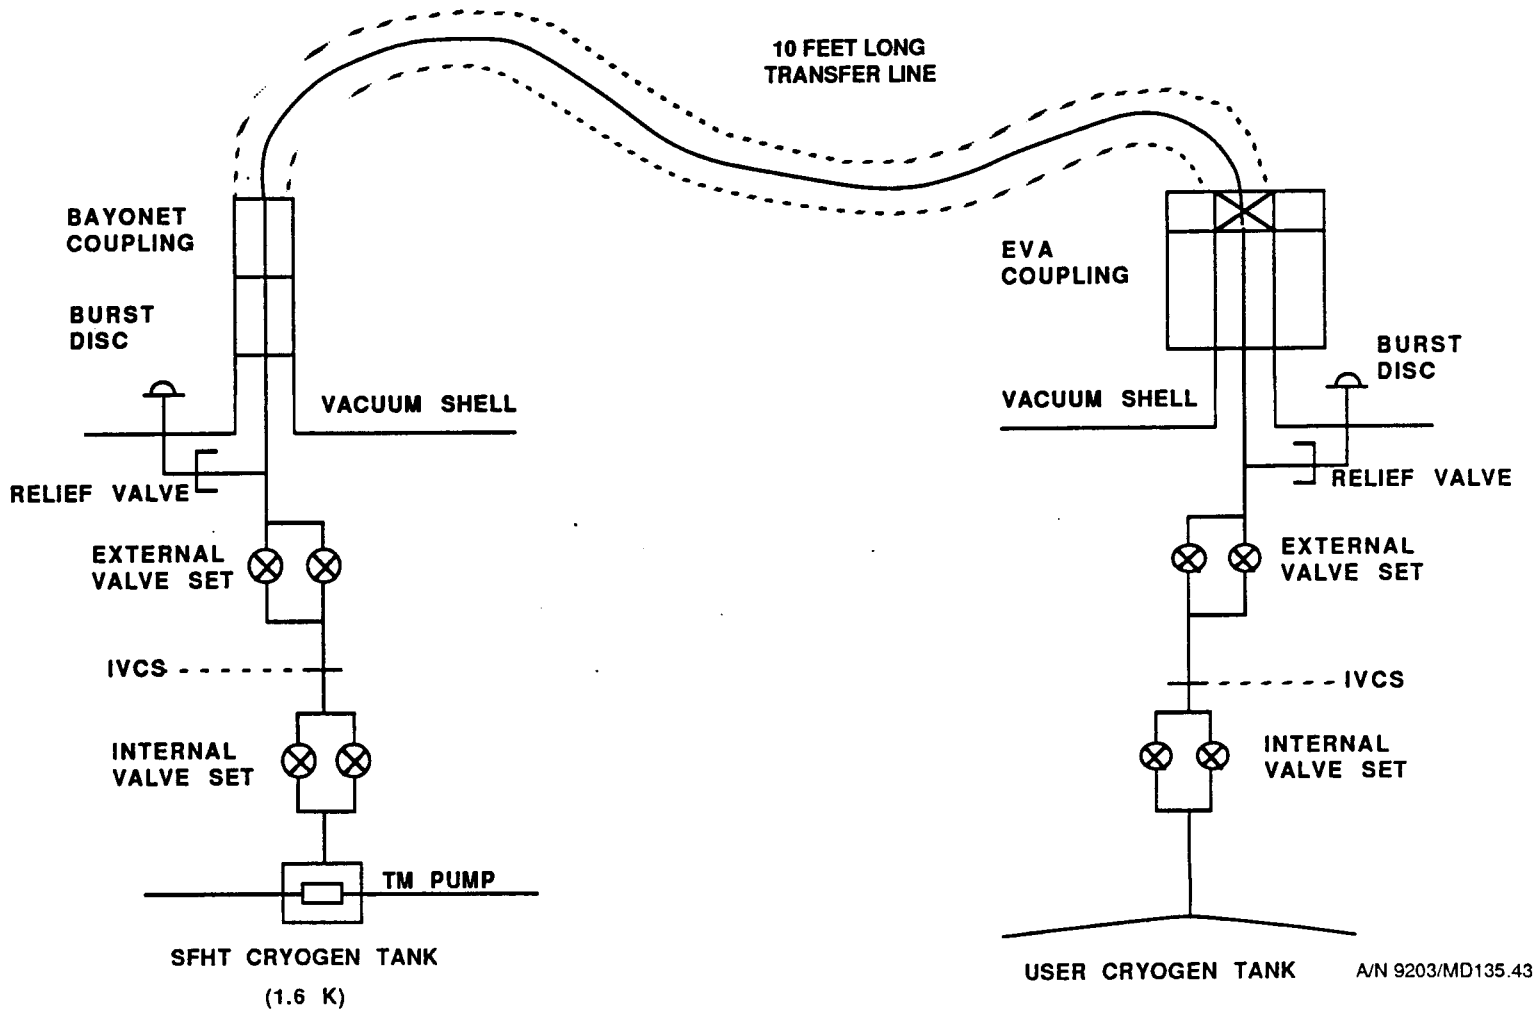 10 FEET LONG
TRANSFER LINE
BAYONET
COUPLING
BURST
DISC
VACUUM SHELL
RELIEF VALVE
EXTERNAL
VALVE SET
IVCS
INTERNAL
VALVE SET
TM PUMP
SFHT CRYOGEN TANK
(1.6 K)
EVA
COUPLING
BURST
DISC
VACUUM SHELL
RELIEF VALVE
EXTERNAL
VALVE SET
IVCS
INTERNAL
VALVE SET
USER CRYOGEN TANK
A/N 9203/MD135.43